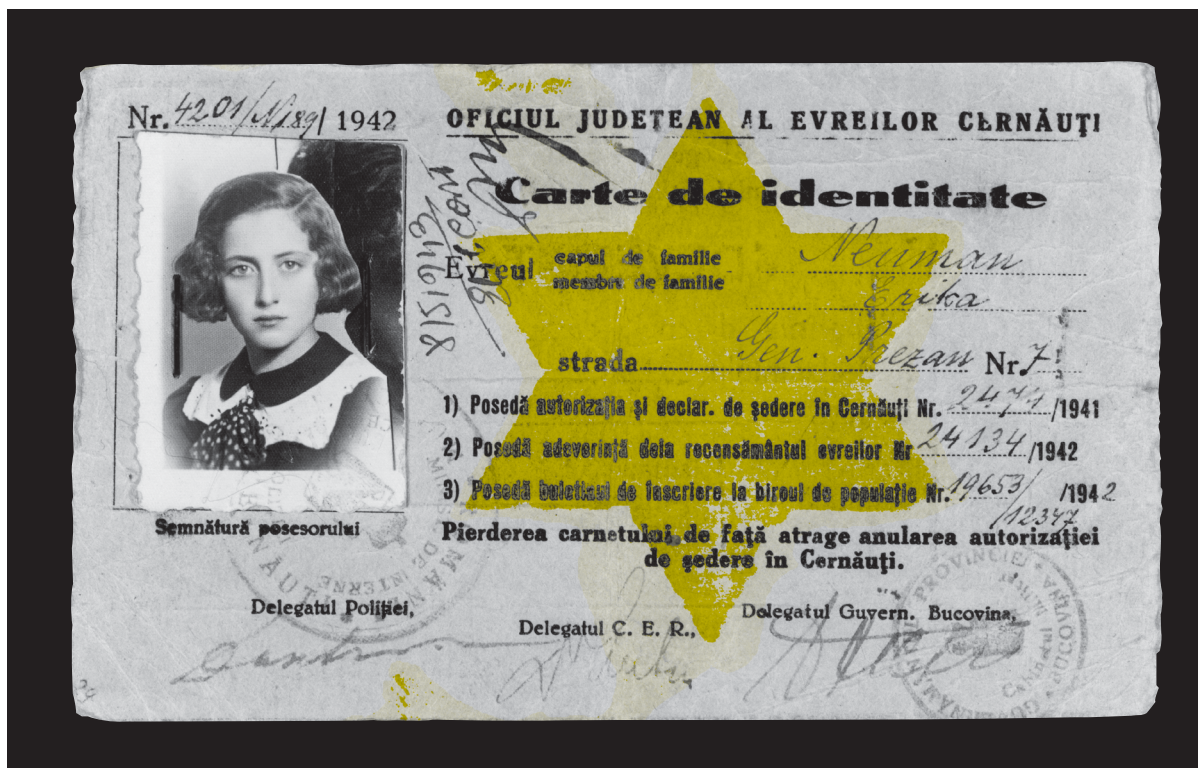 Nr. 4201/N189/ 1942
OFICIUL JUDEȚEAN AL EVREILOR CERNĂUȚI
Carte de identitate
Evreul capul de familie Neuman
membru de familie Erika
strada Gen. Prezan Nr. 7
1) Posedă autorizația și declar. de ședere în Cernăuți Nr. 2471/1941
2) Posedă adeverință dela recensământul evreilor Nr 24134/1942
3) Posedă buletinul de înscriere la biroul de populație Nr. 19653/ /1942
/12347
Pierderea carnetului de față atrage anularea autorizației
de ședere în Cernăuți.
Semnătură posesorului
Delegatul Poliției,
Delegatul C. E. R.,
Delegatul Guvern. Bucovina,